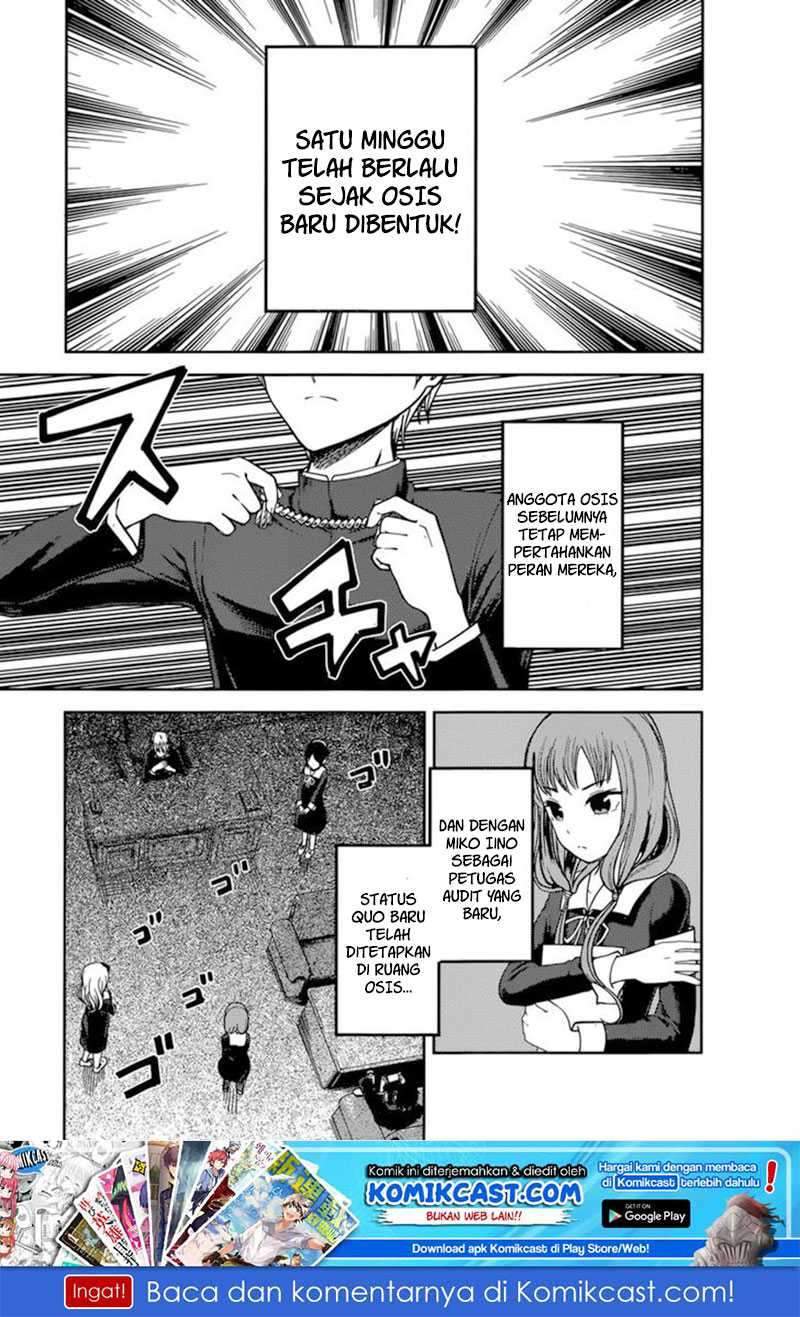 SATU MINGGU
TELAH BERLALU
SEJAK OSIS
BARU DIBENTUK!
スチャ
ANGGOTA OSIS
SEBELUMNYA
TETAP MEM-
PERTAHANKAN
PERAN MEREKA,
DAN DENGAN
MIKO IINO
SEBAGAI
PETUGAS
AUDIT YANG
BARU,
STATUS
QUO BARU
TELAH
DITETAPKAN
DI RUANG
OSIS...
ゴ
ゴ
ゴ
ゴ
ゴ
Komik ini diterjemahkan & diedit oleh
KOMIKCAST.COM
BUKAN WEB LAIN!!
Hargai kami dengan membaca
di Komikcast terlebih dahulu !
GET IT ON
Google Play
Download apk Komikcast di Play Store/Web!
Ingat! Baca dan komentarnya di Komikcast.com!